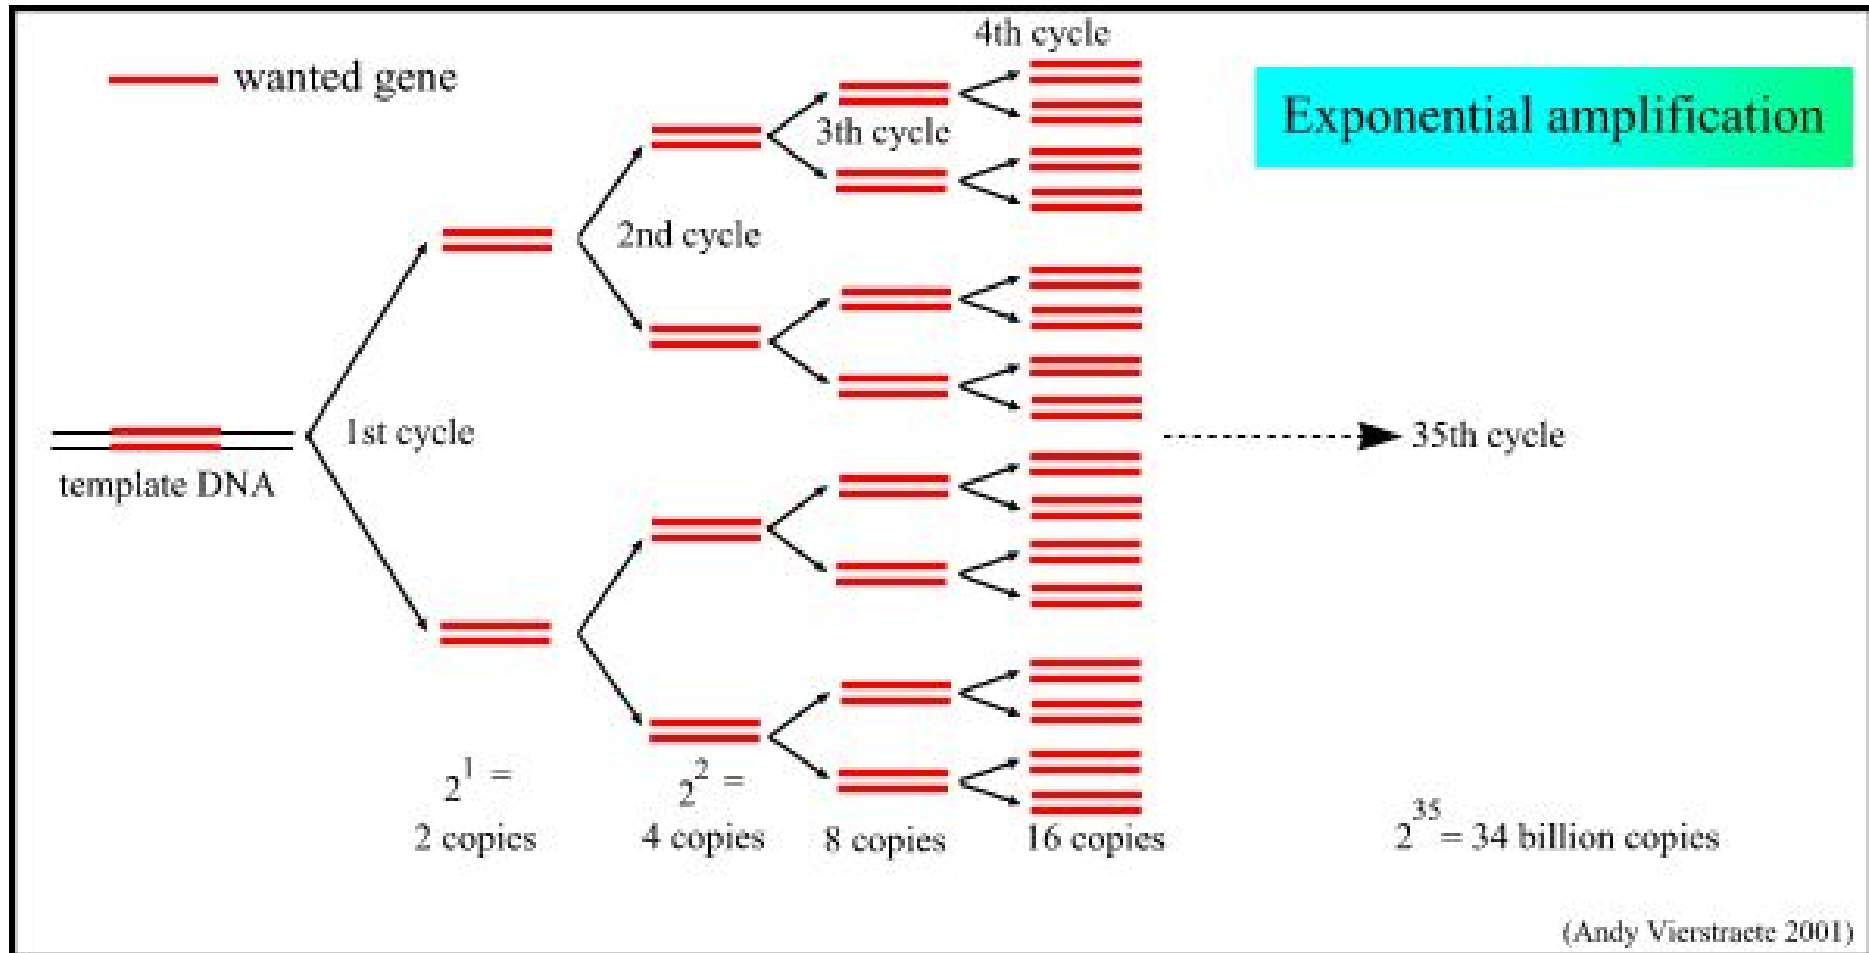 4th cycle
wanted gene
Exponential amplification
3th cycle
2nd cycle
1st cycle
35th cycle
template DNA
2^1 =
2^2 =
2 copies
4 copies
8 copies
16 copies
2^35 = 34 billion copies
(Andy Vierstraete 2001)